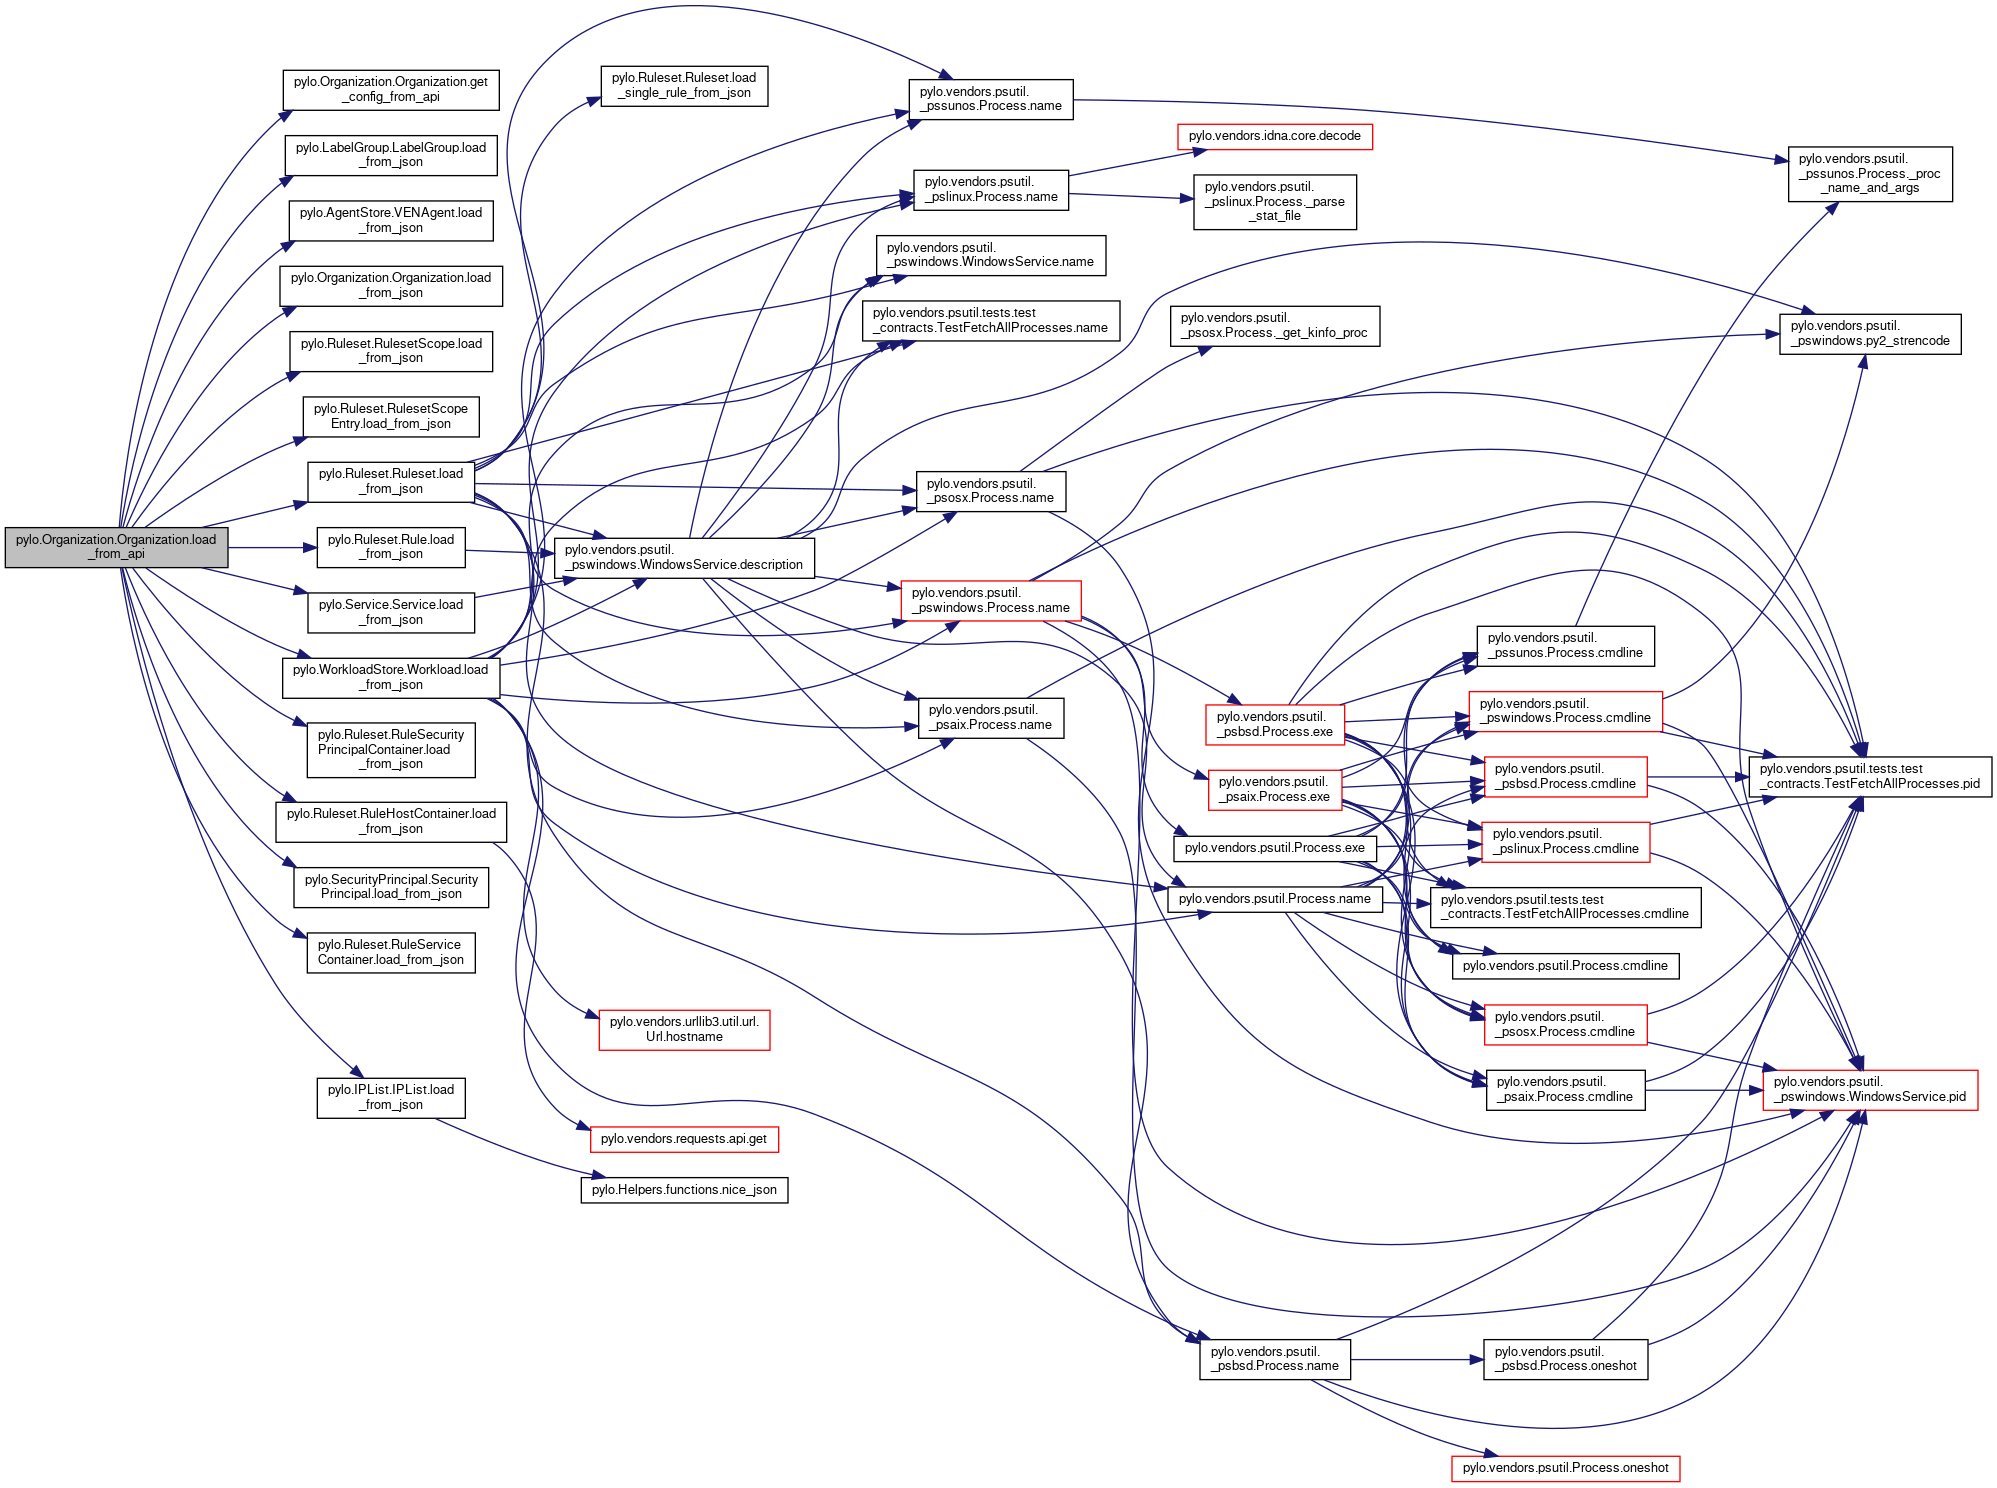 pylo.Organization.Organization.load
_from_api
pylo.Organization.Organization.get
_config_from_api
pylo.LabelGroup.LabelGroup.load
_from_json
pylo.AgentStore.VENAgent.load
_from_json
pylo.Organization.Organization.load
_from_json
pylo.Ruleset.RulesetScope.load
_from_json
pylo.Ruleset.RulesetScope
Entry.load_from_json
pylo.Ruleset.Ruleset.load
_from_json
pylo.Ruleset.Rule.load
_from_json
pylo.Service.Service.load
_from_json
pylo.WorkloadStore.Workload.load
_from_json
pylo.Ruleset.RuleSecurity
PrincipalContainer.load
_from_json
pylo.Ruleset.RuleHostContainer.load
_from_json
pylo.SecurityPrincipal.Security
Principal.load_from_json
pylo.Ruleset.RuleService
Container.load_from_json
pylo.IPList.IPList.load
_from_json
pylo.Ruleset.Ruleset.load
_single_rule_from_json
pylo.vendors.psutil.
_pswindows.WindowsService.description
pylo.vendors.urllib3.util.url.
Url.hostname
pylo.vendors.requests.api.get
pylo.Helpers.functions.nice_json
pylo.vendors.psutil.
_pssunos.Process.name
pylo.vendors.psutil.
_pslinux.Process.name
pylo.vendors.psutil.
_pswindows.WindowsService.name
pylo.vendors.psutil.tests.test
_contracts.TestFetchAllProcesses.name
pylo.vendors.psutil.
_psosx.Process.name
pylo.vendors.psutil.
_pswindows.Process.name
pylo.vendors.psutil.
_psaix.Process.name
pylo.vendors.idna.core.decode
pylo.vendors.psutil.
_pslinux.Process._parse
_stat_file
pylo.vendors.psutil.
_psosx.Process._get_kinfo_proc
pylo.vendors.psutil.
_psbsd.Process.exe
pylo.vendors.psutil.
_psaix.Process.exe
pylo.vendors.psutil.Process.exe
pylo.vendors.psutil.Process.name
pylo.vendors.psutil.
_psbsd.Process.name
pylo.vendors.psutil.
_pssunos.Process.cmdline
pylo.vendors.psutil.
_pswindows.Process.cmdline
pylo.vendors.psutil.
_psbsd.Process.cmdline
pylo.vendors.psutil.
_pslinux.Process.cmdline
pylo.vendors.psutil.tests.test
_contracts.TestFetchAllProcesses.cmdline
pylo.vendors.psutil.Process.cmdline
pylo.vendors.psutil.
_psosx.Process.cmdline
pylo.vendors.psutil.
_psaix.Process.cmdline
pylo.vendors.psutil.
_psbsd.Process.oneshot
pylo.vendors.psutil.Process.oneshot
pylo.vendors.psutil.
_pssunos.Process._proc
_name_and_args
pylo.vendors.psutil.
_pswindows.py2_strencode
pylo.vendors.psutil.tests.test
_contracts.TestFetchAllProcesses.pid
pylo.vendors.psutil.
_pswindows.WindowsService.pid